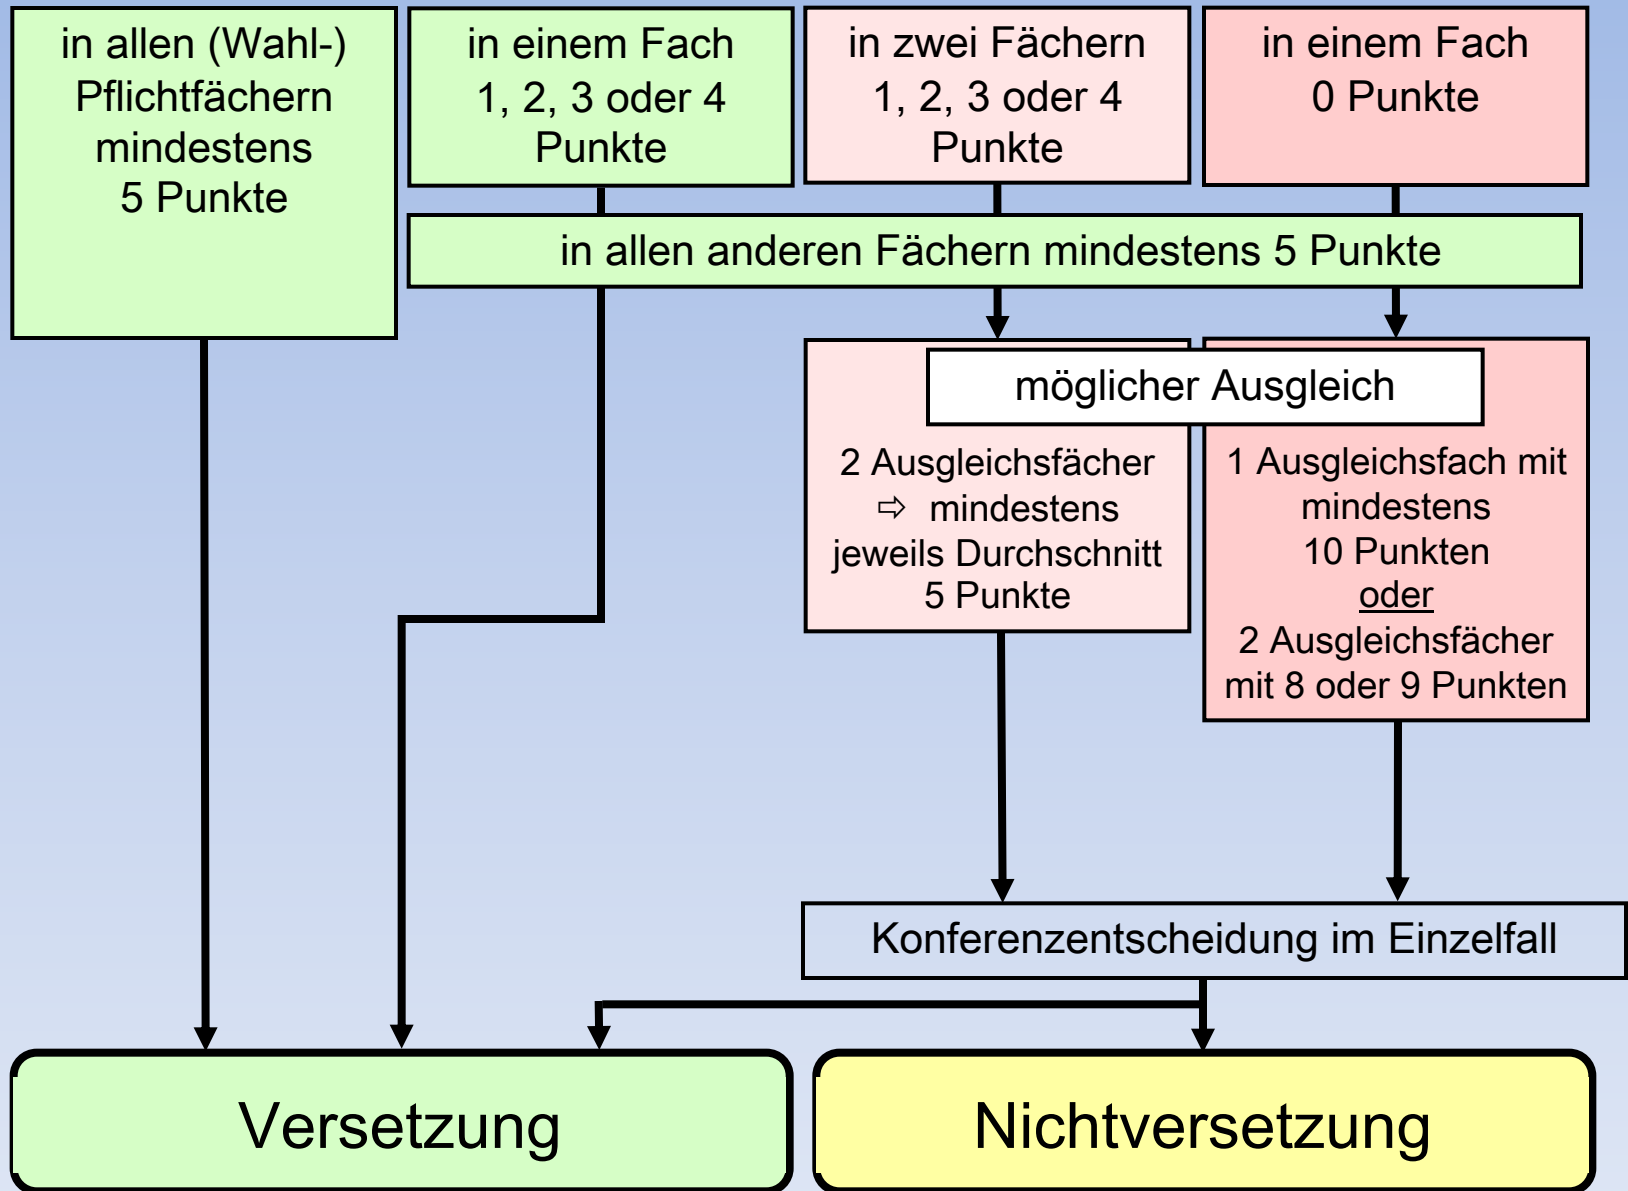 in allen (Wahl-)
Pflichtfächern
mindestens
5 Punkte
in einem Fach
1, 2, 3 oder 4
Punkte
in zwei Fächern
1, 2, 3 oder 4
Punkte
in einem Fach
0 Punkte
in allen anderen Fächern mindestens 5 Punkte
möglicher Ausgleich
2 Ausgleichsfächer
⇨ mindestens
jeweils Durchschnitt
5 Punkte
1 Ausgleichsfach mit
mindestens
10 Punkten
oder
2 Ausgleichsfächer
mit 8 oder 9 Punkten
Konferenzentscheidung im Einzelfall
Versetzung
Nichtversetzung